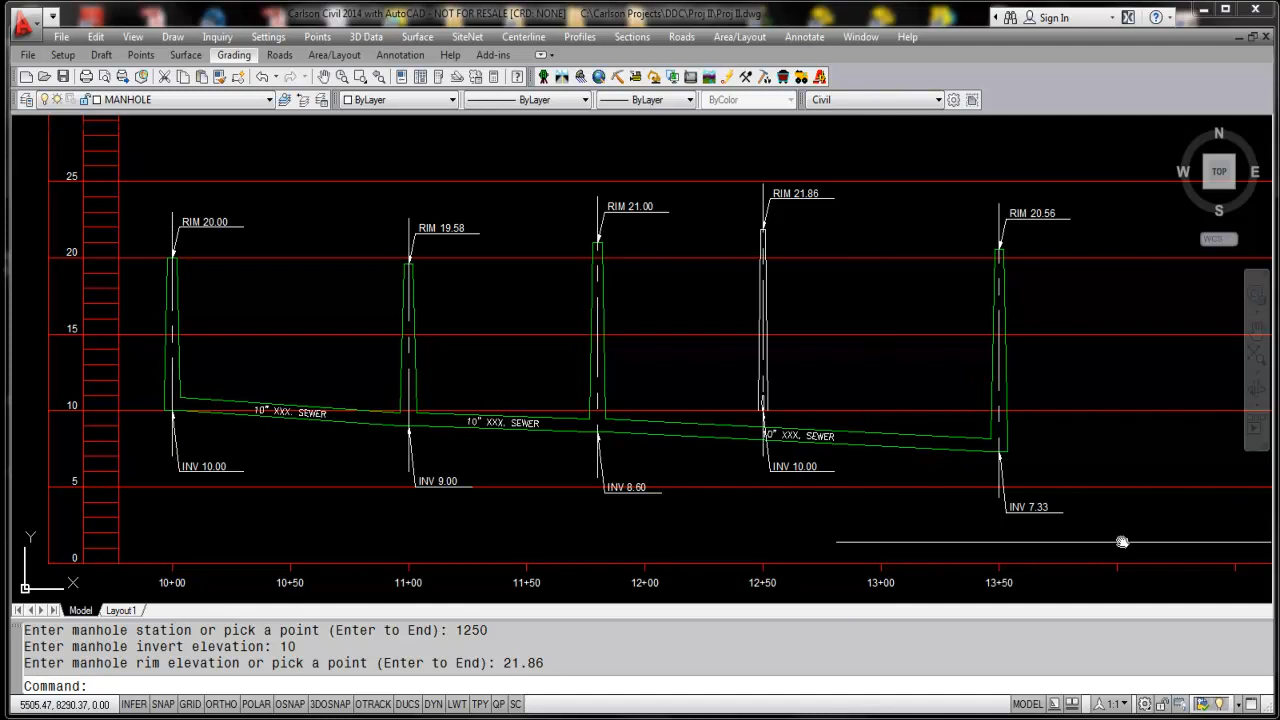 Carlson Civil 2014 with AutoCAD - NOT FOR RESALE [CRD: NONE] C:\Carlson Projects\DDC\Proj II\Proj II.dwg
Sign In
File Edit View Draw Inquiry Settings Points 3D Data Surface SiteNet Centerline Profiles Sections Roads Area/Layout Annotate Window Help
File Setup Draft Points Surface Grading Roads Area/Layout Annotation Help Add-ins
MANHOLE ByLayer ByLayer ByLayer ByColor Civil
N
W TOP E
S
WCS
25
RIM 21.86
RIM 21.00
RIM 20.56
RIM 20.00
RIM 19.58
20
15
10
10" XXX. SEWER
10" XXX. SEWER
10" XXX. SEWER
INV 10.00
INV 10.00
INV 9.00
5
INV 8.60
INV 7.33
Y
0
X
10+00 10+50 11+00 11+50 12+00 12+50 13+00 13+50
Model Layout1
Enter manhole station or pick a point (Enter to End): 1250
Enter manhole invert elevation: 10
Enter manhole rim elevation or pick a point (Enter to End): 21.86
Command:
5505.47, 8290.37, 0.00 INFER SNAP GRID ORTHO POLAR OSNAP 3DOSNAP OTRACK DUCS DYN LWT TPY QP SC MODEL 1:1